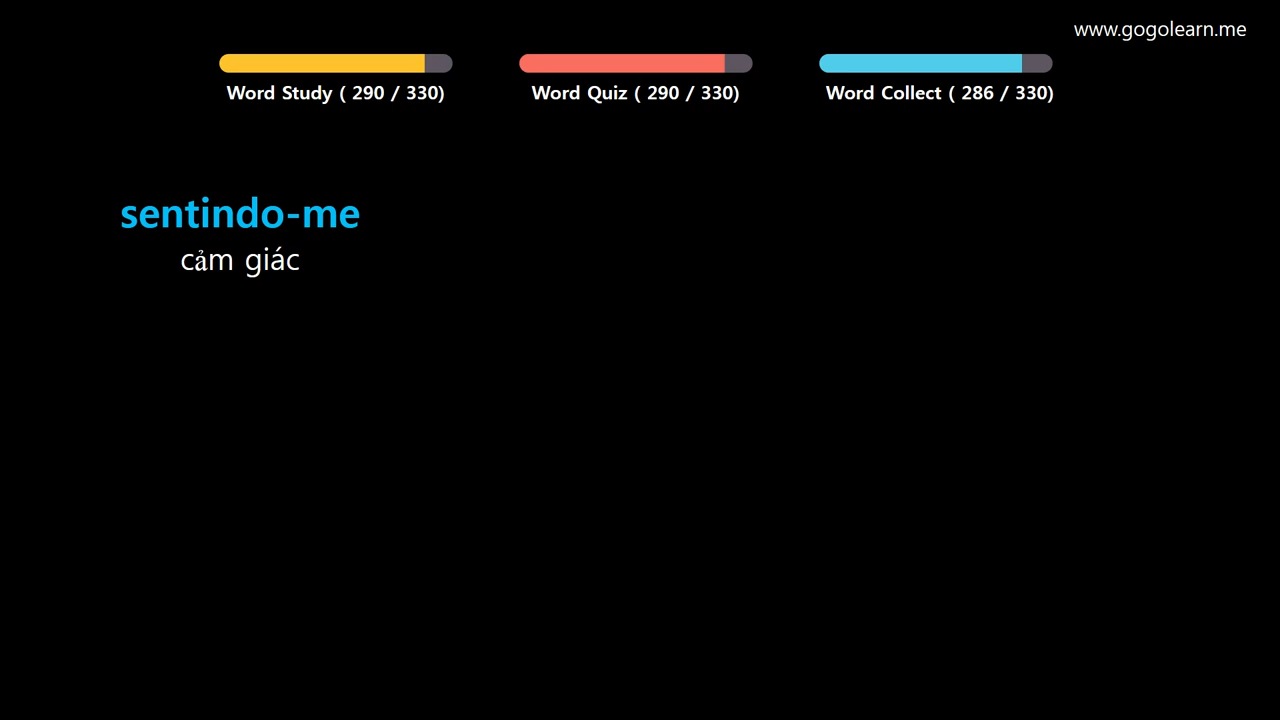 www.gogolearn.me
Word Study ( 290 / 330)
Word Quiz ( 290 / 330)
Word Collect ( 286 / 330)
sentindo-me
cảm giác